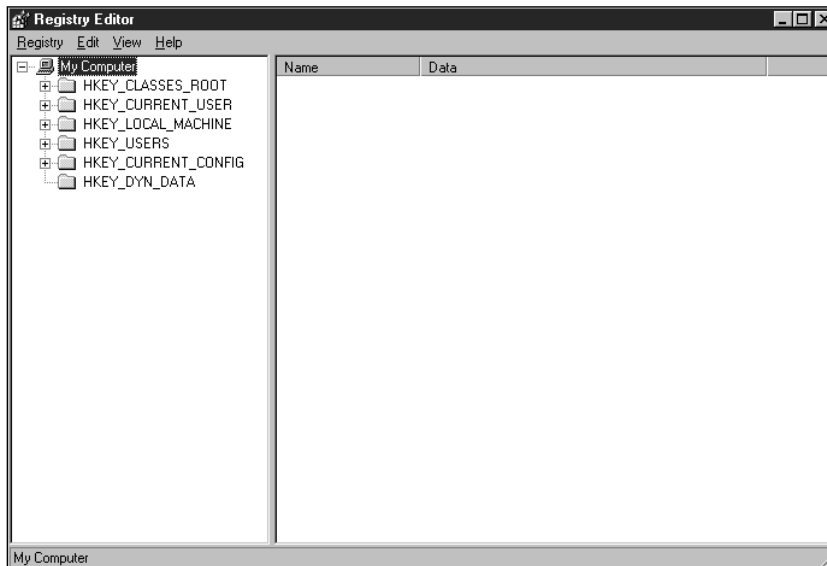 Registry Editor
Registry Edit View Help
My Computer
HKEY_CLASSES_ROOT
HKEY_CURRENT_USER
HKEY_LOCAL_MACHINE
HKEY_USERS
HKEY_CURRENT_CONFIG
HKEY_DYN_DATA
Name Data
My Computer